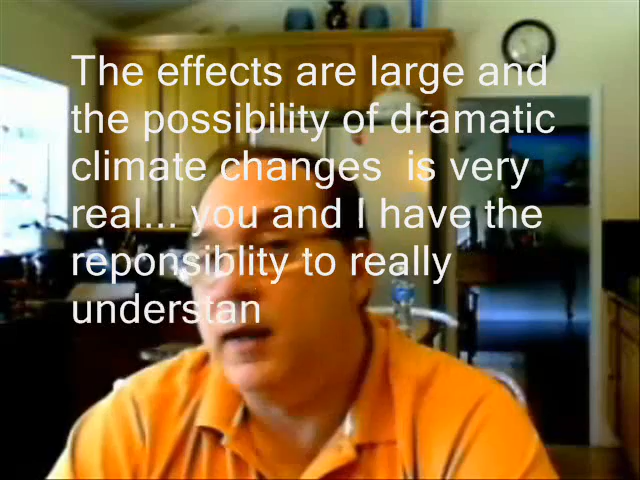 The effects are large and
the possibility of dramatic
climate changes  is very
real... you and I have the
reponsiblity to really
understan